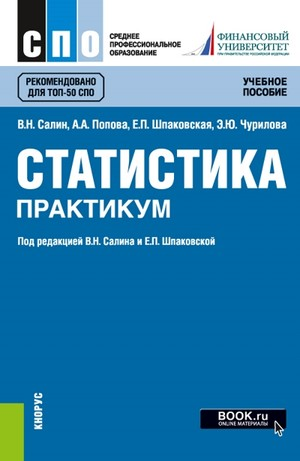 СПО
СРЕДНЕЕ
ПРОФЕССИОНАЛЬНОЕ
ОБРАЗОВАНИЕ
ФИНАНСОВЫЙ
УНИВЕРСИТЕТ
ПРИ ПРАВИТЕЛЬСТВЕ РОССИЙСКОЙ ФЕДЕРАЦИИ
РЕКОМЕНДОВАНО
ДЛЯ ТОП-50 СПО
УЧЕБНОЕ
ПОСОБИЕ
В.Н. Салин, А.А. Попова, Е.П. Шпаковская, Э.Ю. Чурилова
СТАТИСТИКА
ПРАКТИКУМ
Под редакцией В.Н. Салина и Е.П. Шпаковской
КНОРУС
BOOK.ru
ONLINE МАТЕРИАЛЫ